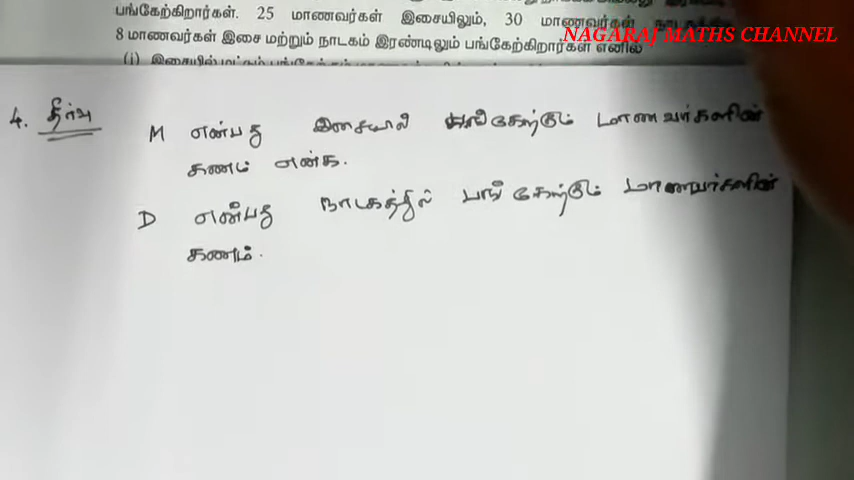 பங்கேற்கிறார்கள். 25 மாணவர்கள் இசையிலும், 30 மாணவர்கள்
NAGARAJ MATHS CHANNEL
8 மாணவர்கள் இசை மற்றும் நாடகம் இரண்டிலும் பங்கேற்கிறார்கள் எனில்
(i)
4. தீர்வு
M என்பது இசையில் பங்கேற்கும் மாணவர்களின்
கணம் என்க.
D என்பது நாடகத்தில் பங்கேற்கும் மாணவர்களின்
கணம்.